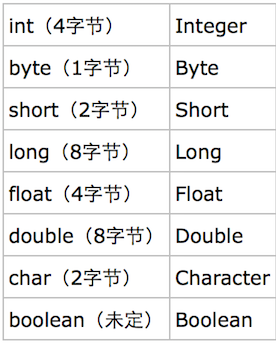 int（4字节） Integer
byte（1字节） Byte
short（2字节） Short
long（8字节） Long
float（4字节） Float
double（8字节） Double
char（2字节） Character
boolean（未定） Boolean